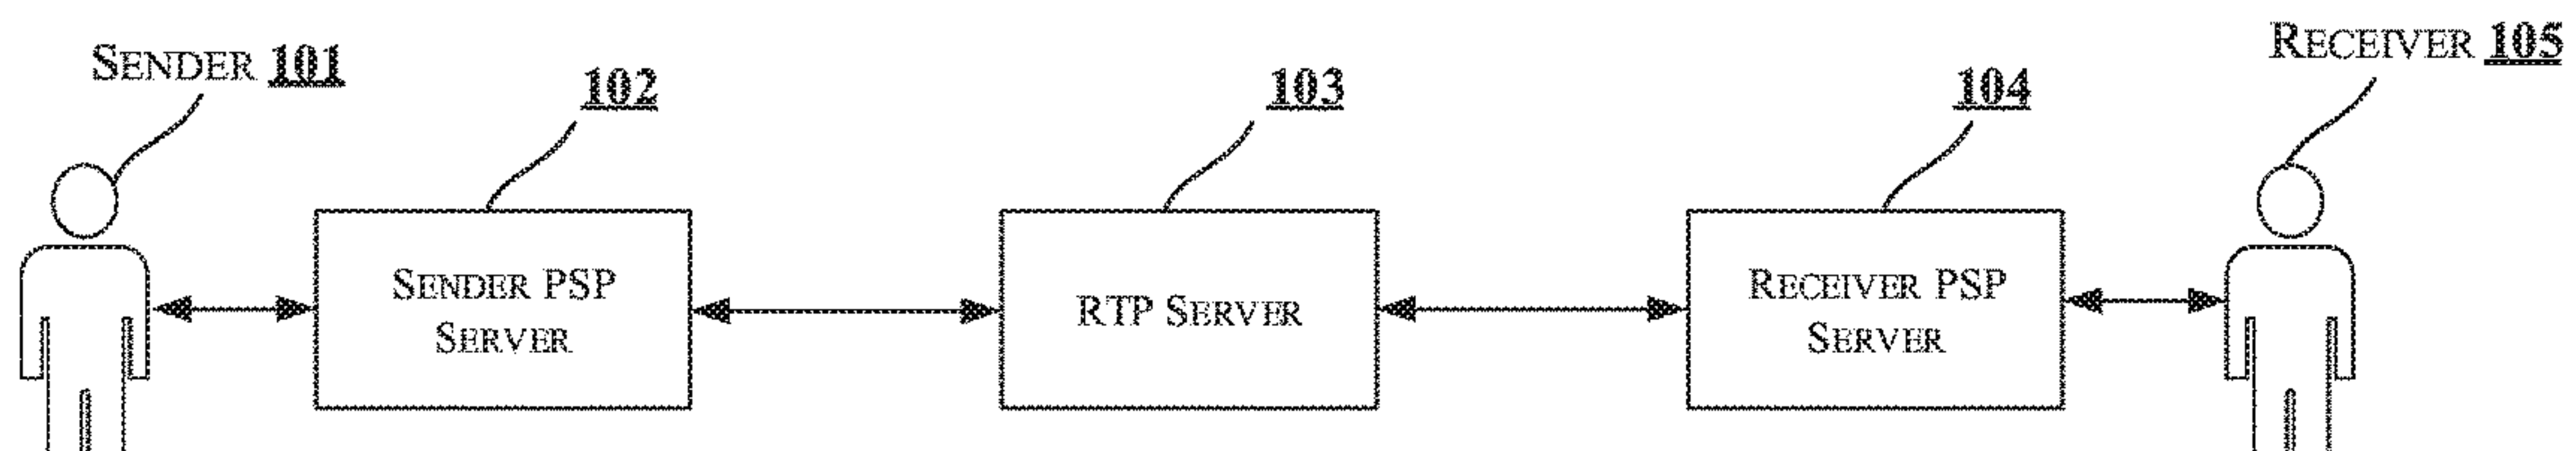 SENDER 101
102
103
104
RECEIVER 105
SENDER PSP
SERVER
RTP SERVER
RECEIVER PSP
SERVER